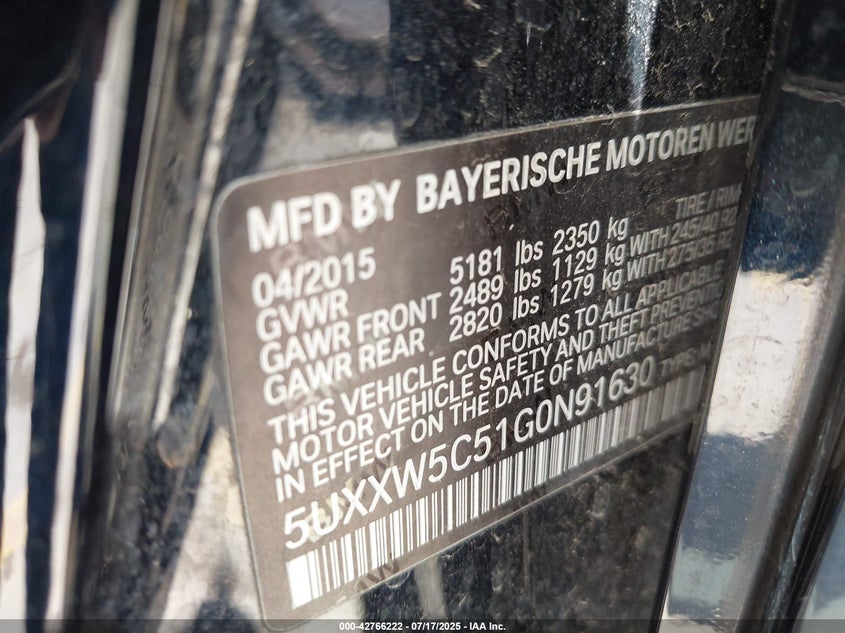 MFD BY BAYERISCHE MOTOREN WER
04/2015 TIRE / RIM
GVWR 5181 lbs 2350 kg
GAWR FRONT 2489 lbs 1129 kg WITH 245/40 R2
GAWR REAR 2820 lbs 1279 kg WITH 275/35 R2
THIS VEHICLE CONFORMS TO ALL APPLICABLE
MOTOR VEHICLE SAFETY AND THEFT PREVENTIO
IN EFFECT ON THE DATE OF MANUFACTURE SHO
5UXXW5C51G0N91630 TYPE:
000-42766222 / 07/17/2025 - IAA Inc.